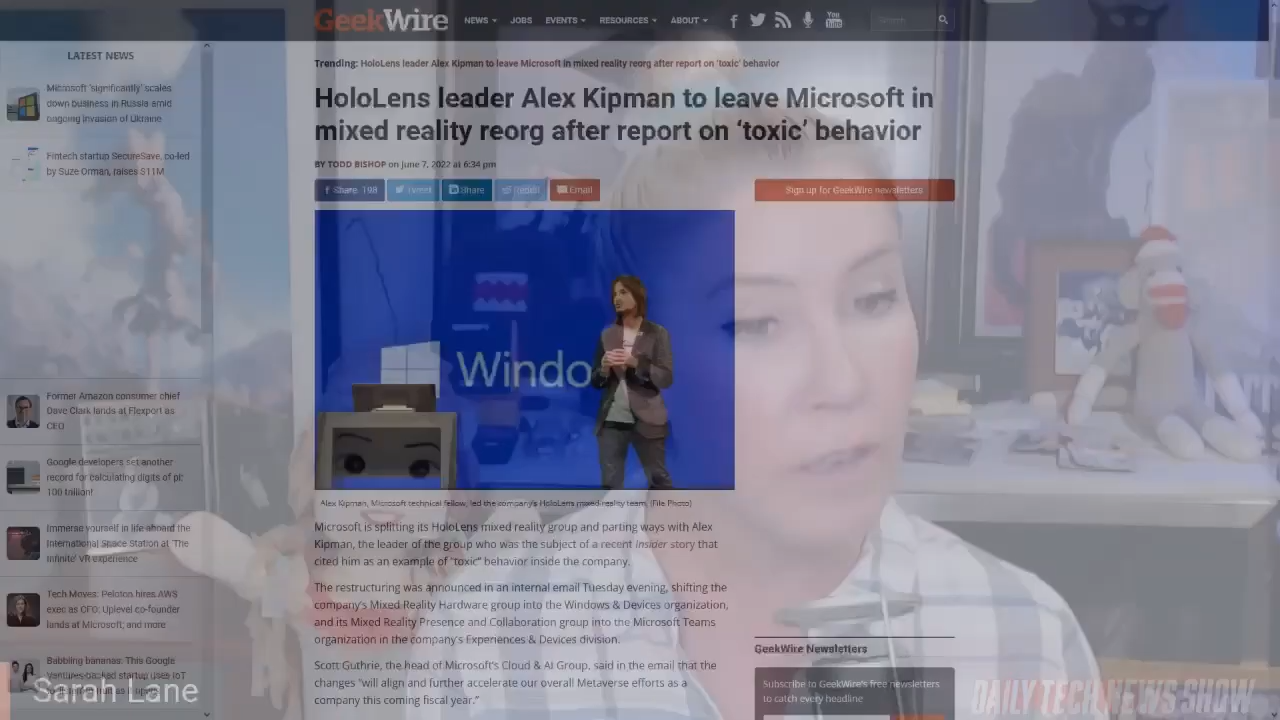 GeekWire
NEWS
JOBS
EVENTS
RESOURCES
ABOUT
You
Tube
Search
LATEST NEWS
Microsoft 'significantly' scales
down business in Russia amid
ongoing invasion of Ukraine
Fintech startup SecureSave, co-led
by Suze Orman, raises $11M
Former Amazon consumer chief
Dave Clark lands at Flexport as
CEO
Google developers set another
record for calculating digits of pi:
100 trillion!
Immerse yourself in life aboard the
International Space Station at 'The
Infinite' VR experience
Tech Moves: Peloton hires AWS
exec as CFO; Uplevel co-founder
lands at Microsoft; and more
Babbling bananas: This Google
Ventures-backed startup uses IoT
Trending: HoloLens leader Alex Kipman to leave Microsoft in mixed reality reorg after report on 'toxic' behavior
HoloLens leader Alex Kipman to leave Microsoft in
mixed reality reorg after report on ‘toxic’ behavior
BY TODD BISHOP on June 7, 2022 at 6:34 pm
Share 198
Tweet
Share
Reddit
Email
Sign up for GeekWire newsletters
Windo
Alex Kipman, Microsoft technical fellow, led the company's HoloLens mixed reality team. (File Photo)
Microsoft is splitting its HoloLens mixed reality group and parting ways with Alex
Kipman, the leader of the group who was the subject of a recent Insider story that
cited him as an example of “toxic” behavior inside the company.
The restructuring was announced in an internal email Tuesday evening, shifting the
company’s Mixed Reality Hardware group into the Windows & Devices organization,
and its Mixed Reality Presence and Collaboration group into the Microsoft Teams
organization in the company’s Experiences & Devices division.
Scott Guthrie, the head of Microsoft’s Cloud & AI Group, said in the email that the
changes “will align and further accelerate our overall Metaverse efforts as a
company this coming fiscal year.”
GeekWire Newsletters
Subscribe to GeekWire's free newsletters
to catch every headline
Sarah Lane
DAILY TECH NEWS SHOW